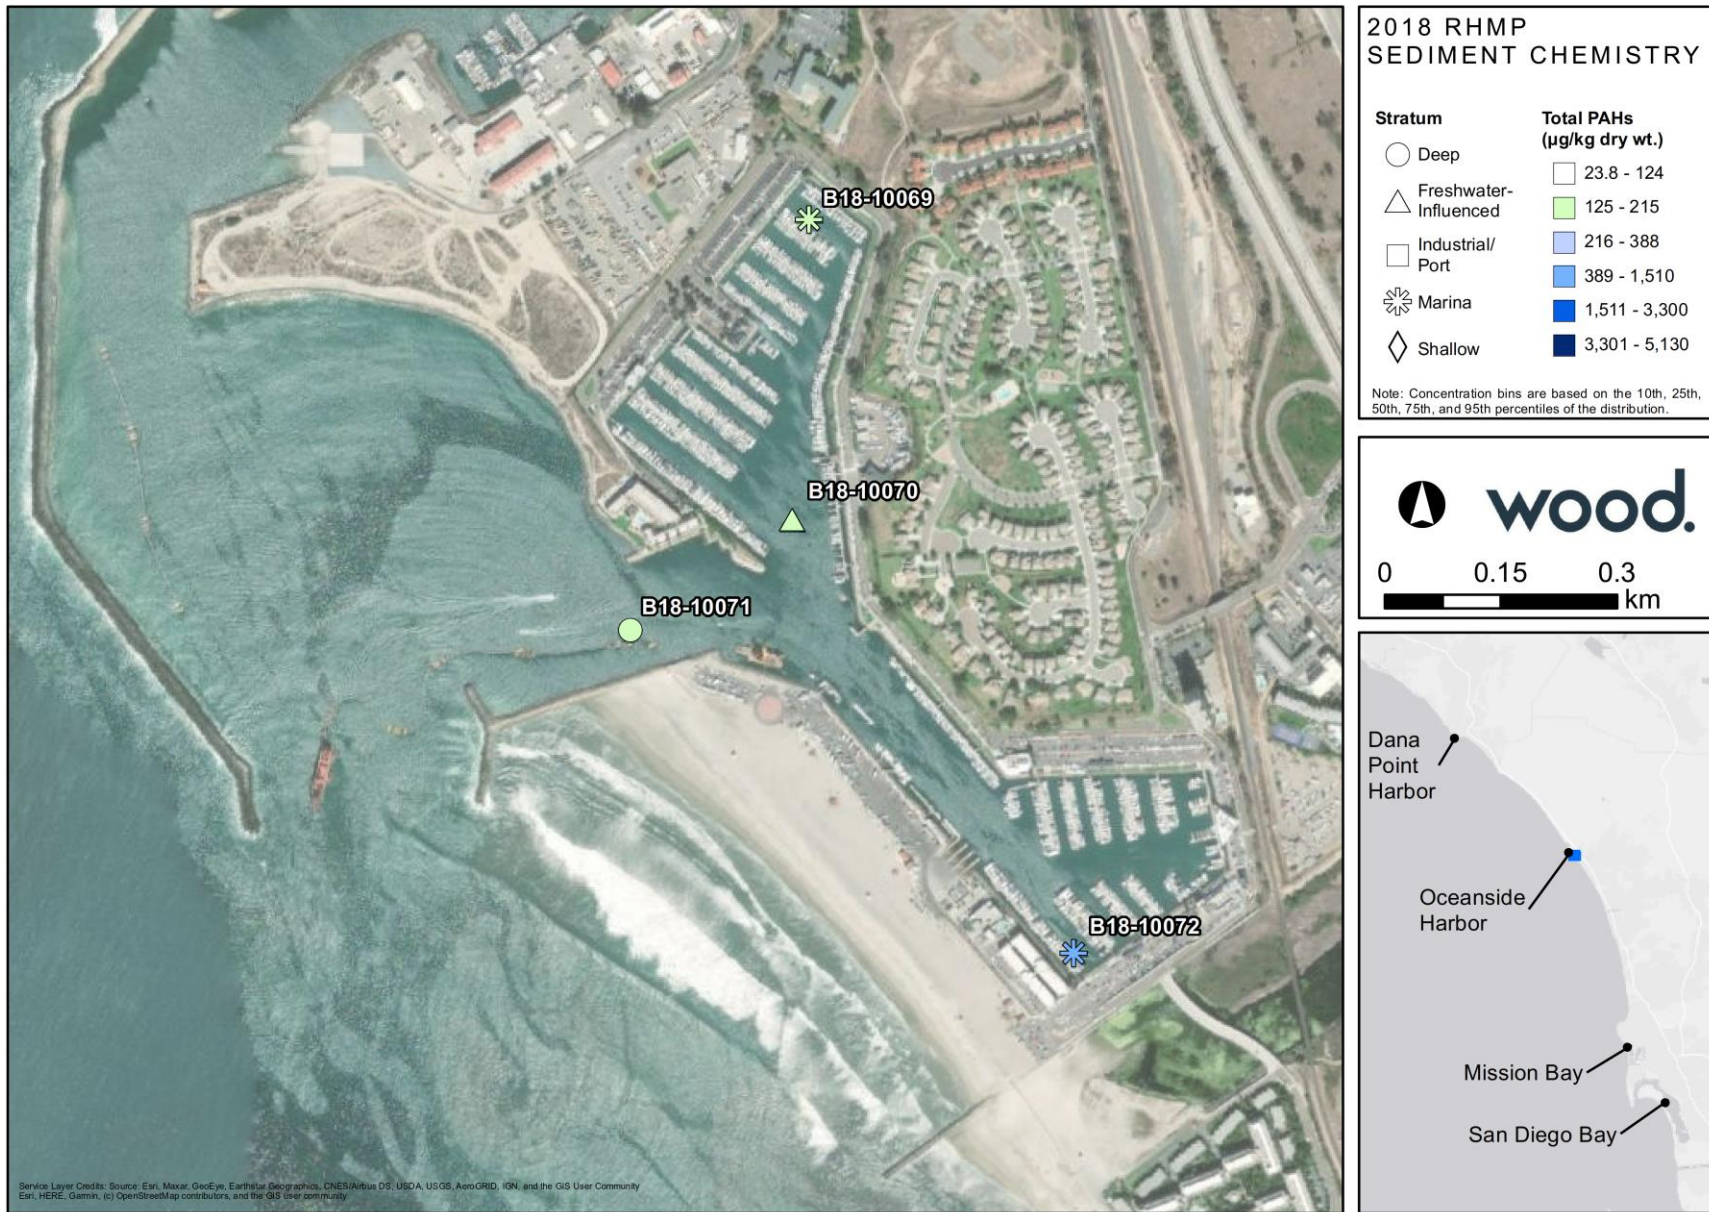 B18-10069
B18-10070
B18-10071
B18-10072
Service Layer Credits: Source: Esri, Maxar, GeoEye, Earthstar Geographics, CNES/Airbus DS, USDA, USGS, AeroGRID, IGN, and the GIS User Community
Esri, HERE, Garmin, (c) OpenStreetMap contributors, and the GIS user community
2018 RHMP
SEDIMENT CHEMISTRY
Stratum
Deep
Freshwater-
Influenced
Industrial/
Port
Marina
Shallow
Total PAHs
(µg/kg dry wt.)
23.8 - 124
125 - 215
216 - 388
389 - 1,510
1,511 - 3,300
3,301 - 5,130
Note: Concentration bins are based on the 10th, 25th,
50th, 75th, and 95th percentiles of the distribution.
wood.
0 0.15 0.3
km
Dana
Point
Harbor
Oceanside
Harbor
Mission Bay
San Diego Bay